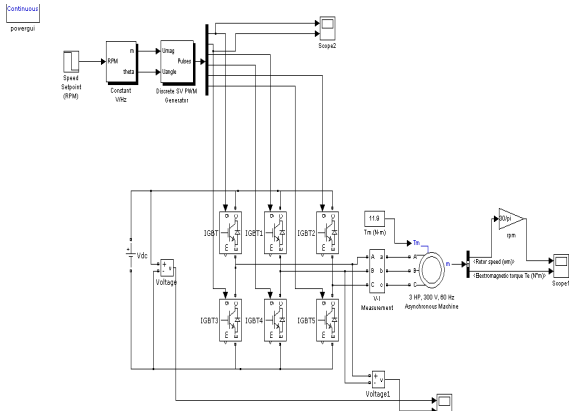 Continuous
powergui
Speed
Setpoint
(RPM)
RPM
m
theta
Constant
V/Hz
Umag
Uangle
Pulses
Discrete SV PWM
Generator
Scope2
IGBT
IGBT1
IGBT2
g
C
E
g
C
E
g
C
E
Vdc
+
-
v
Voltage
11.9
Tm (N·m)
30/pi
rpm
A
B
C
a
b
c
V-I
Measurement
Tm
A
B
C
m
3 HP, 300 V, 60 Hz
Asynchronous Machine
<Rotor speed (wm)>
<Electromagnetic torque Te (N*m)>
Scope1
IGBT3
IGBT4
IGBT5
g
C
E
g
C
E
g
C
E
+
-
v
Voltage1